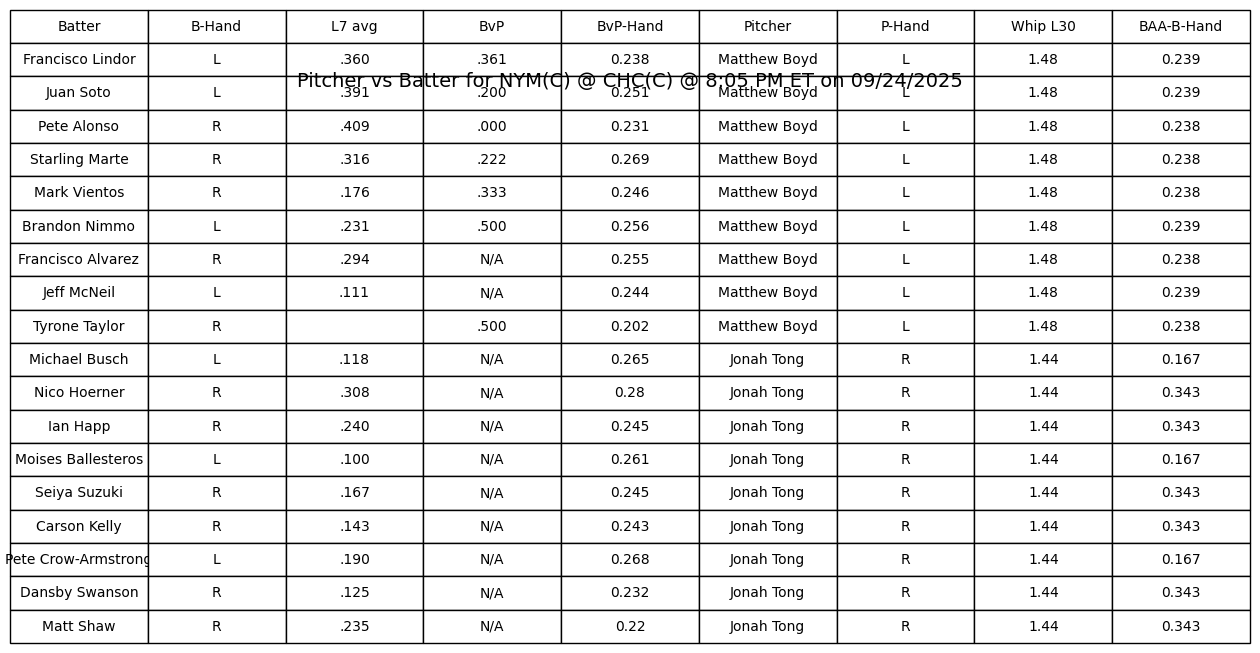 Batter B-Hand L7 avg BvP BvP-Hand Pitcher P-Hand Whip L30 BAA-B-Hand
Francisco Lindor L .360 .361 0.238 Matthew Boyd L 1.48 0.239
Pitcher vs Batter for NYM(C) @ CHC(C) @ 8:05 PM ET on 09/24/2025
Juan Soto L .391 .200 0.251 Matthew Boyd L 1.48 0.239
Pete Alonso R .409 .000 0.231 Matthew Boyd L 1.48 0.238
Starling Marte R .316 .222 0.269 Matthew Boyd L 1.48 0.238
Mark Vientos R .176 .333 0.246 Matthew Boyd L 1.48 0.238
Brandon Nimmo L .231 .500 0.256 Matthew Boyd L 1.48 0.239
Francisco Alvarez R .294 N/A 0.255 Matthew Boyd L 1.48 0.238
Jeff McNeil L .111 N/A 0.244 Matthew Boyd L 1.48 0.239
Tyrone Taylor R .500 0.202 Matthew Boyd L 1.48 0.238
Michael Busch L .118 N/A 0.265 Jonah Tong R 1.44 0.167
Nico Hoerner R .308 N/A 0.28 Jonah Tong R 1.44 0.343
Ian Happ R .240 N/A 0.245 Jonah Tong R 1.44 0.343
Moises Ballesteros L .100 N/A 0.261 Jonah Tong R 1.44 0.167
Seiya Suzuki R .167 N/A 0.245 Jonah Tong R 1.44 0.343
Carson Kelly R .143 N/A 0.243 Jonah Tong R 1.44 0.343
Pete Crow-Armstrong L .190 N/A 0.268 Jonah Tong R 1.44 0.167
Dansby Swanson R .125 N/A 0.232 Jonah Tong R 1.44 0.343
Matt Shaw R .235 N/A 0.22 Jonah Tong R 1.44 0.343